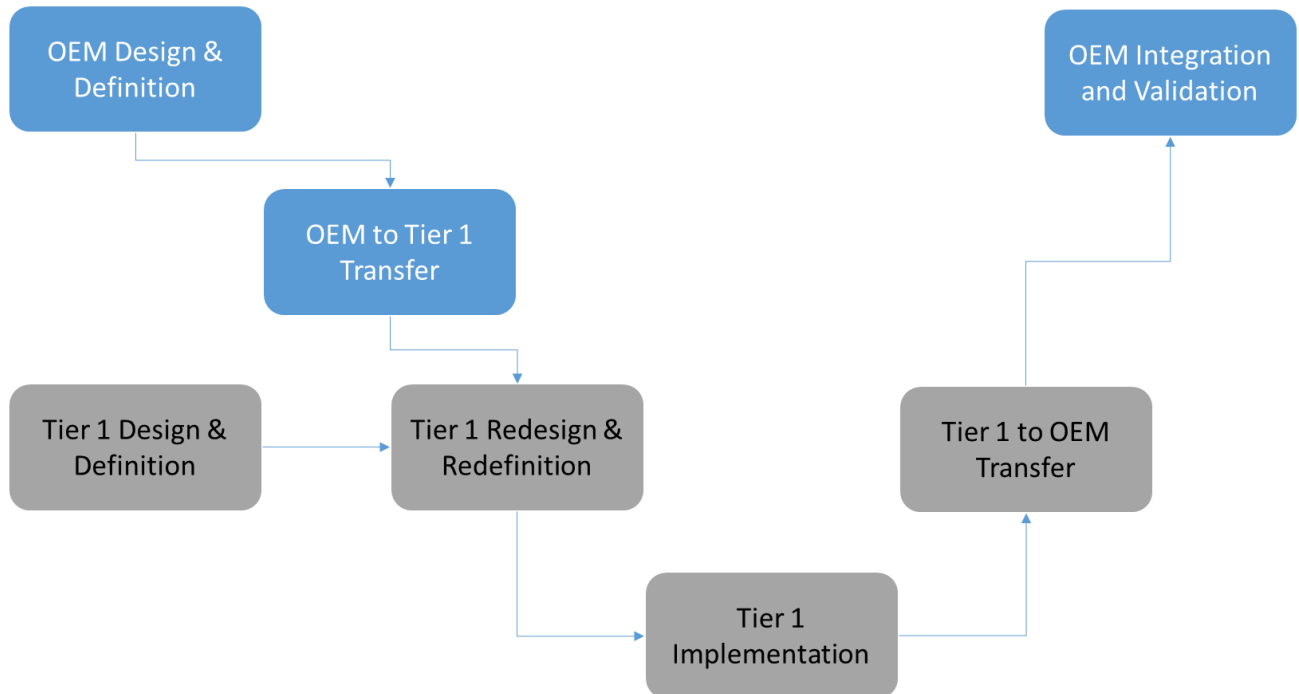 OEM Design &
Definition
OEM Integration
and Validation
OEM to Tier 1
Transfer
Tier 1 Design &
Definition
Tier 1 Redesign &
Redefinition
Tier 1 to OEM
Transfer
Tier 1
Implementation